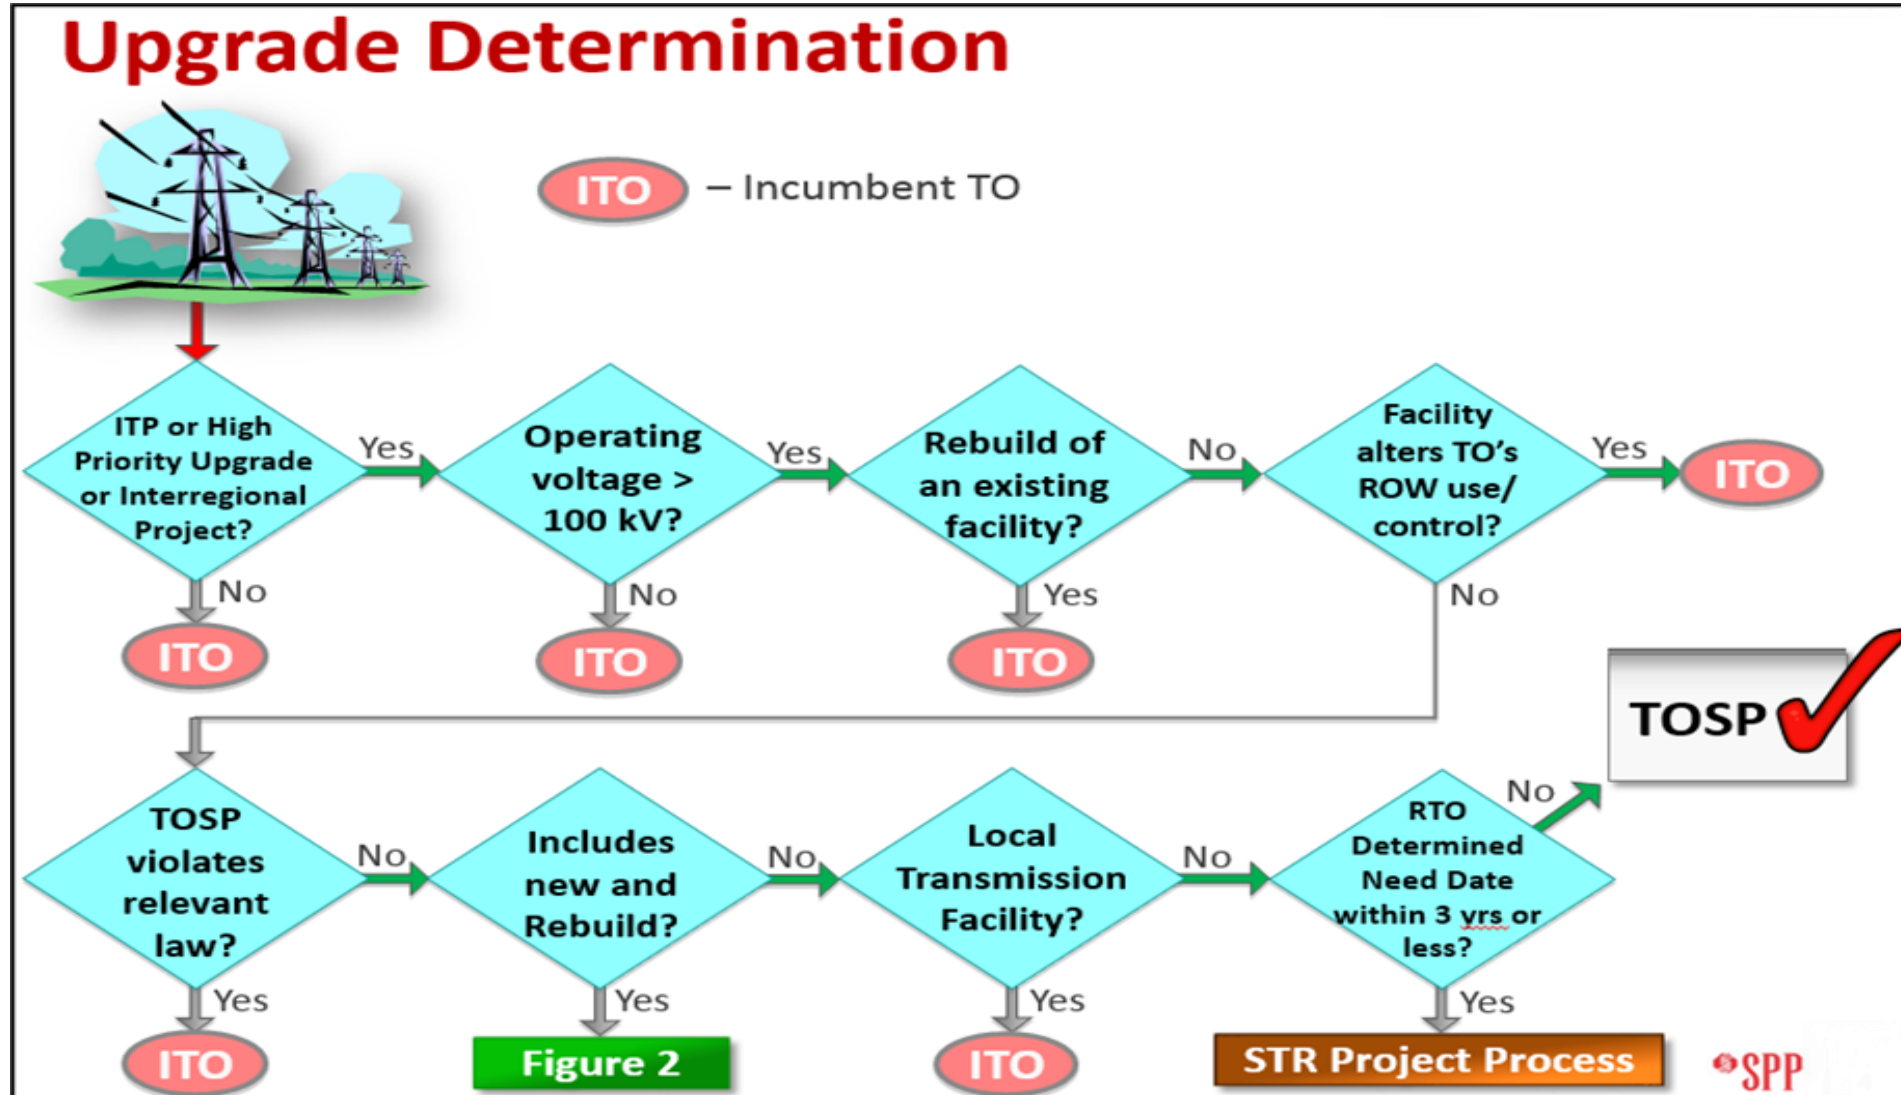 Upgrade Determination
ITO – Incumbent TO
ITP or High
Priority Upgrade
or Interregional
Project?
Yes
No
ITO
Operating
voltage >
100 kV?
Yes
No
ITO
Rebuild of
an existing
facility?
No
Yes
ITO
Facility
alters TO's
ROW use/
control?
Yes
ITO
No
TOSP
violates
relevant
law?
No
Yes
ITO
Includes
new and
Rebuild?
No
Yes
Figure 2
Local
Transmission
Facility?
No
Yes
ITO
RTO
Determined
Need Date
within 3 yrs or
less?
No
TOSP
Yes
STR Project Process
SPP